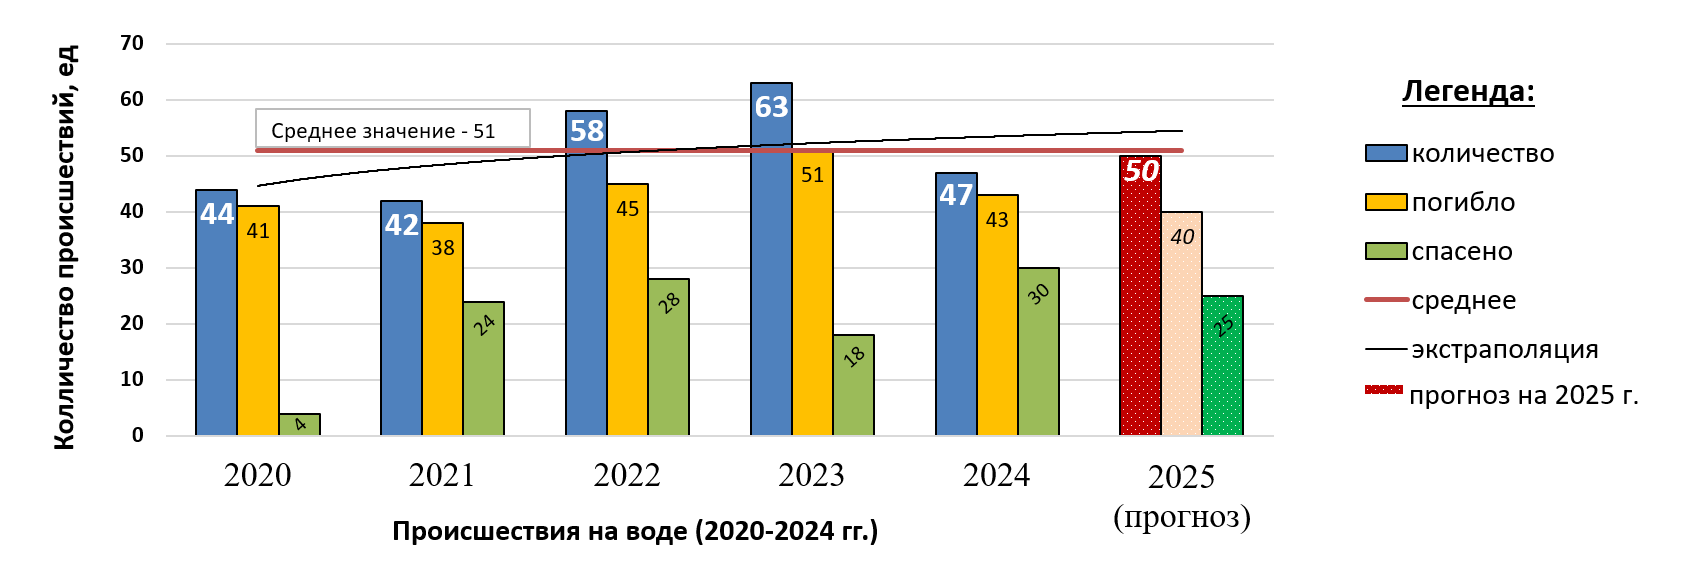 Колличество происшествий, ед
70
60
50
40
30
20
10
0
Среднее значение - 51
44
41
4
42
38
24
58
45
28
63
51
18
47
43
30
50
40
25
2020
2021
2022
2023
2024
2025
(прогноз)
Происшествия на воде (2020-2024 гг.)
Легенда:
количество
погибло
спасено
среднее
экстраполяция
прогноз на 2025 г.